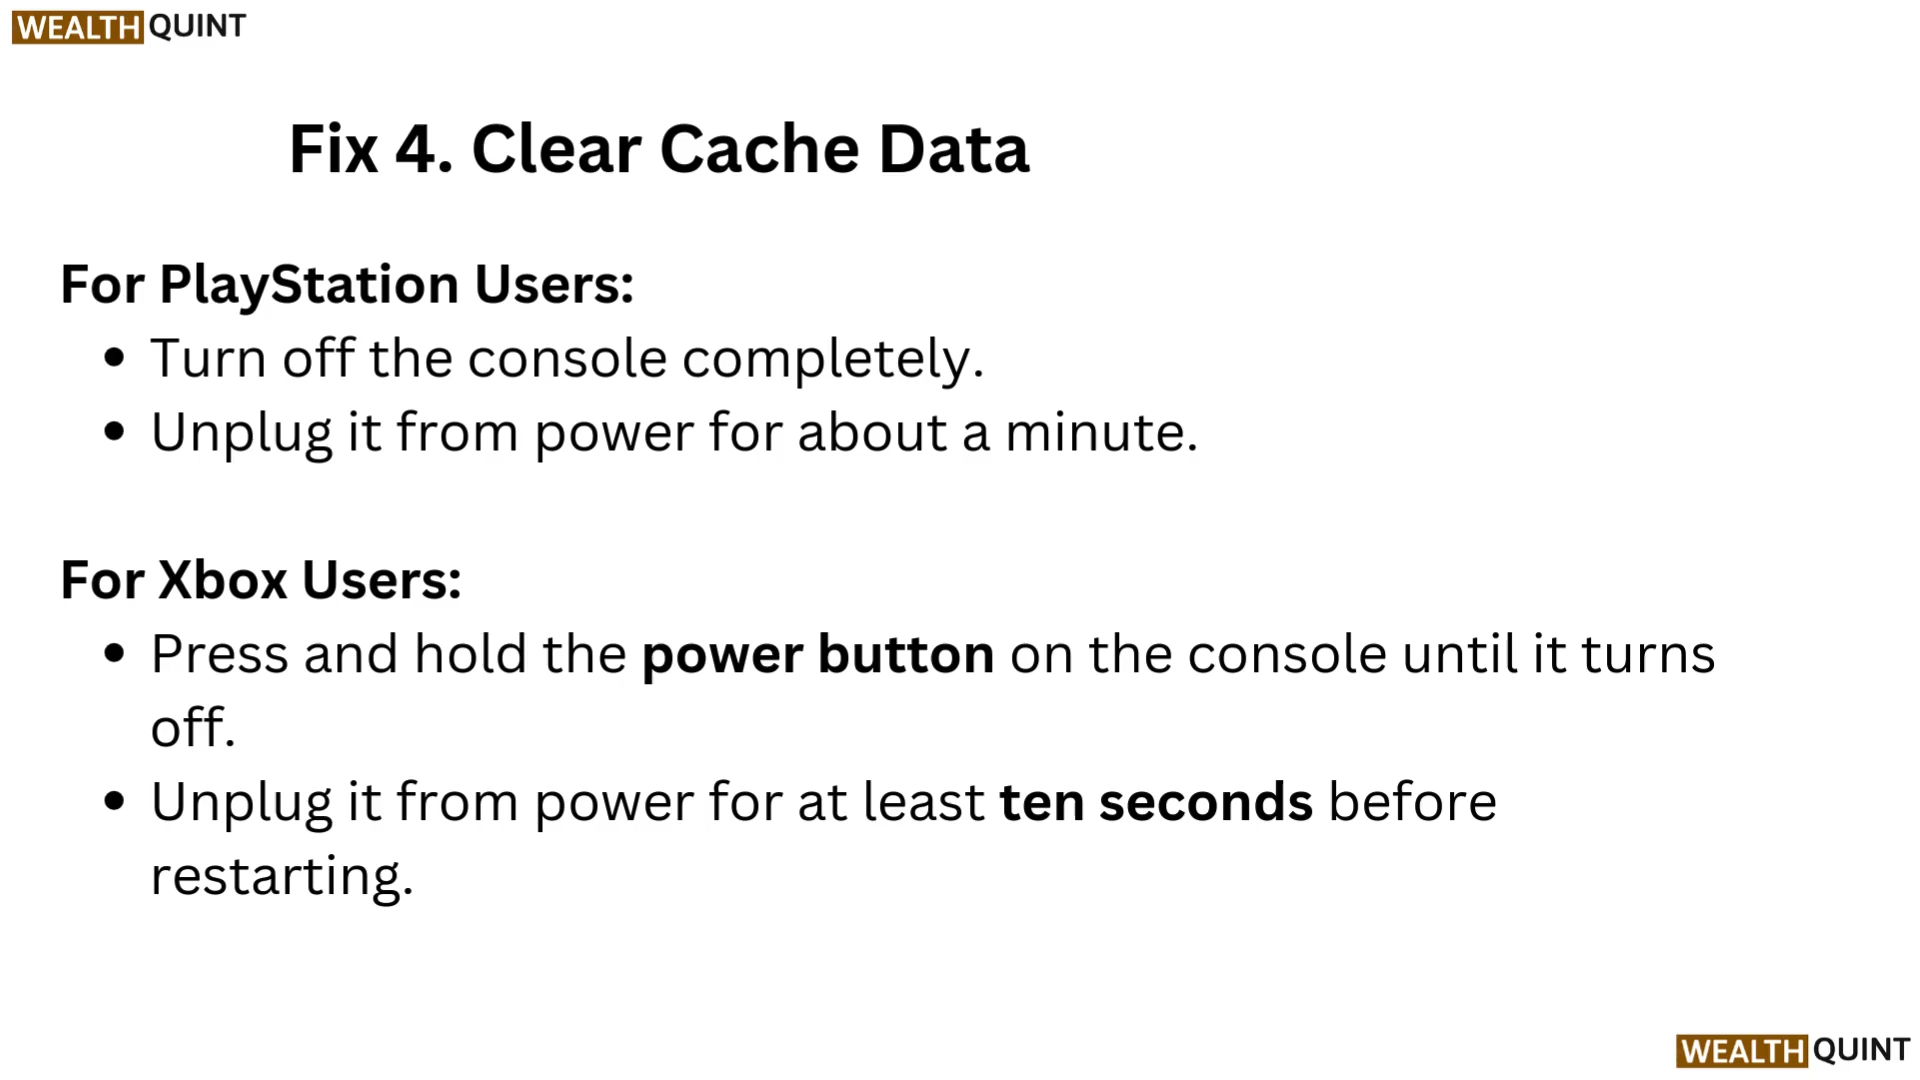 WEALTH QUINT
Fix 4. Clear Cache Data
For PlayStation Users:
• Turn off the console completely.
• Unplug it from power for about a minute.
For Xbox Users:
• Press and hold the power button on the console until it turns
off.
• Unplug it from power for at least ten seconds before
restarting.
WEALTH QUINT